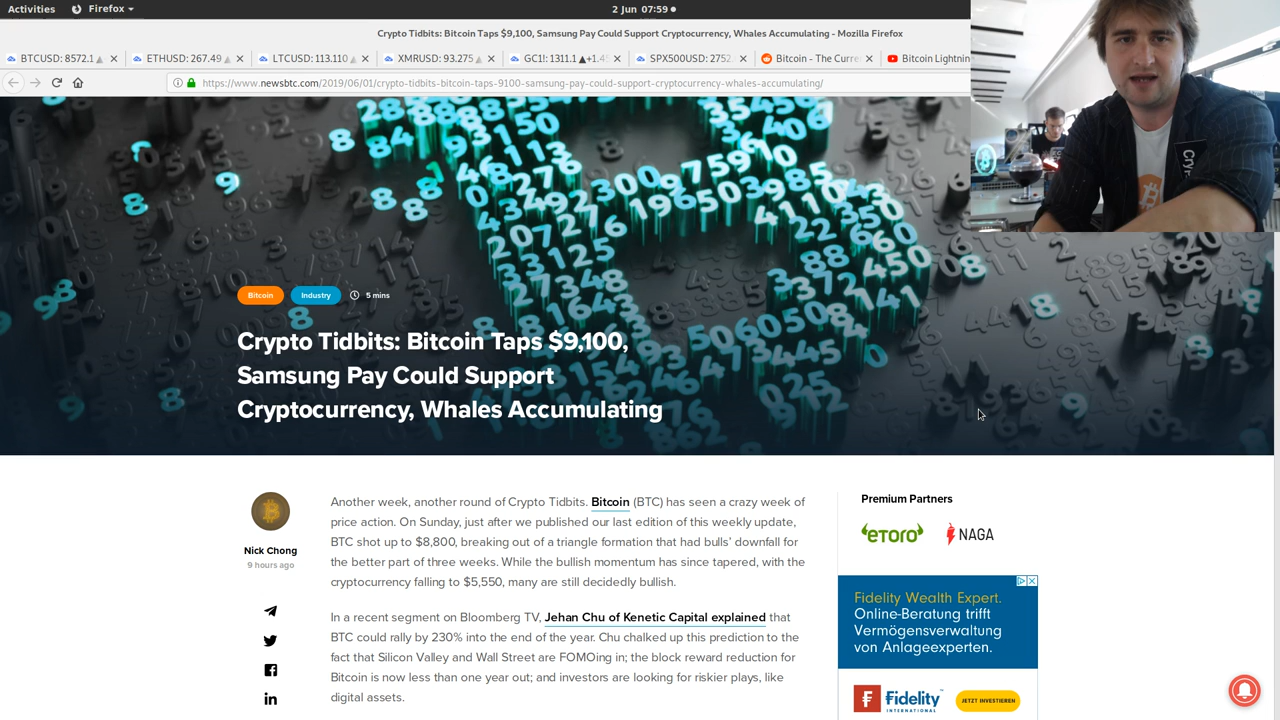 Activities Firefox 2 Jun 07:59
Crypto Tidbits: Bitcoin Taps $9,100, Samsung Pay Could Support Cryptocurrency, Whales Accumulating - Mozilla Firefox
BTCUSD: 8572.1 ETHUSD: 267.49 LTCUSD: 113.110 XMRUSD: 93.275 GC1!: 1311.1 ▲+1.4 SPX500USD: 2752. Bitcoin - The Curre Bitcoin Lightnin
https://www.newsbtc.com/2019/06/01/crypto-tidbits-bitcoin-taps-9100-samsung-pay-could-support-cryptocurrency-whales-accumulating/
Cry
Bitcoin Industry 5 mins
Crypto Tidbits: Bitcoin Taps $9,100,
Samsung Pay Could Support
Cryptocurrency, Whales Accumulating
Nick Chong
9 hours ago
Another week, another round of Crypto Tidbits. Bitcoin (BTC) has seen a crazy week of
price action. On Sunday, just after we published our last edition of this weekly update,
BTC shot up to $8,800, breaking out of a triangle formation that had bulls’ downfall for
the better part of three weeks. While the bullish momentum has since tapered, with the
cryptocurrency falling to $5,550, many are still decidedly bullish.
In a recent segment on Bloomberg TV, Jehan Chu of Kenetic Capital explained that
BTC could rally by 230% into the end of the year. Chu chalked up this prediction to the
fact that Silicon Valley and Wall Street are FOMOing in; the block reward reduction for
Bitcoin is now less than one year out; and investors are looking for riskier plays, like
digital assets.
Premium Partners
eToro NAGA
Fidelity Wealth Expert.
Online-Beratung trifft
Vermögensverwaltung
von Anlageexperten.
Fidelity
INTERNATIONAL
JETZT INVESTIEREN